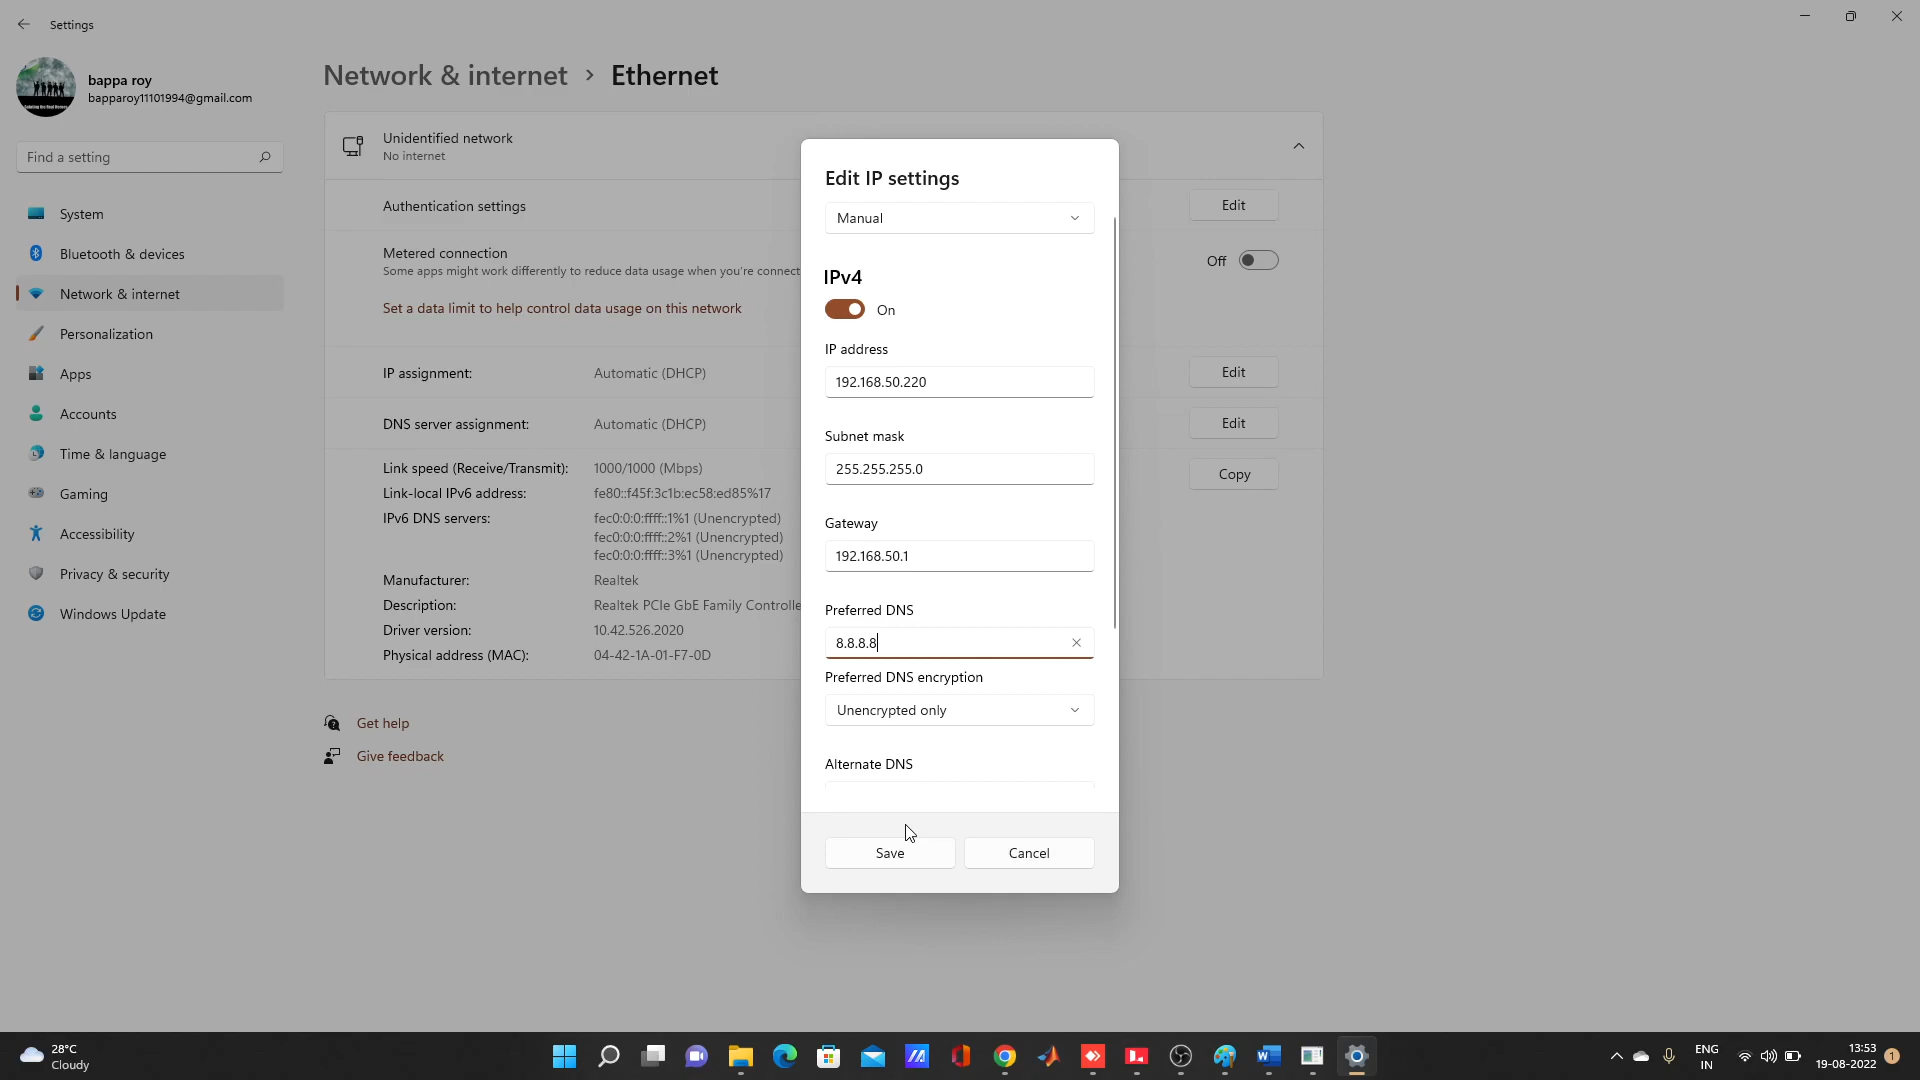 Settings
bappa roy
bapparoy11101994@gmail.com
Find a setting
System
Bluetooth & devices
Network & internet
Personalization
Apps
Accounts
Time & language
Gaming
Accessibility
Privacy & security
Windows Update
Network & internet > Ethernet
Unidentified network
No internet
Authentication settings
Edit
Metered connection
Some apps might work differently to reduce data usage when you're connect
Off
Set a data limit to help control data usage on this network
IP assignment: Automatic (DHCP)
Edit
DNS server assignment: Automatic (DHCP)
Edit
Link speed (Receive/Transmit): 1000/1000 (Mbps)
Copy
Link-local IPv6 address: fe80::f45f:3c1b:ec58:ed85%17
IPv6 DNS servers: fec0:0:0:ffff::1%1 (Unencrypted)
fec0:0:0:ffff::2%1 (Unencrypted)
fec0:0:0:ffff::3%1 (Unencrypted)
Manufacturer: Realtek
Description: Realtek PCIe GbE Family Controlle
Driver version: 10.42.526.2020
Physical address (MAC): 04-42-1A-01-F7-0D
Get help
Give feedback
Edit IP settings
Manual
IPv4
On
IP address
192.168.50.220
Subnet mask
255.255.255.0
Gateway
192.168.50.1
Preferred DNS
8.8.8.8
Preferred DNS encryption
Unencrypted only
Alternate DNS
Save
Cancel
28°C
Cloudy
ENG
IN
13:53
19-08-2022
1